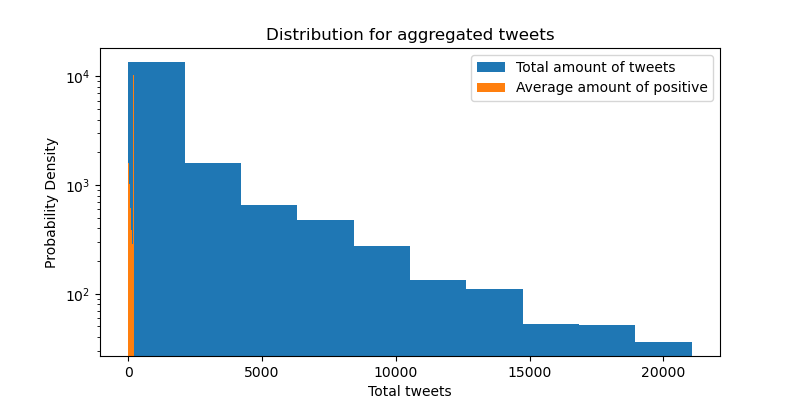 Distribution for aggregated tweets
Total amount of tweets
Average amount of positive
10⁴
10³
10²
Probability Density
0 5000 10000 15000 20000
Total tweets